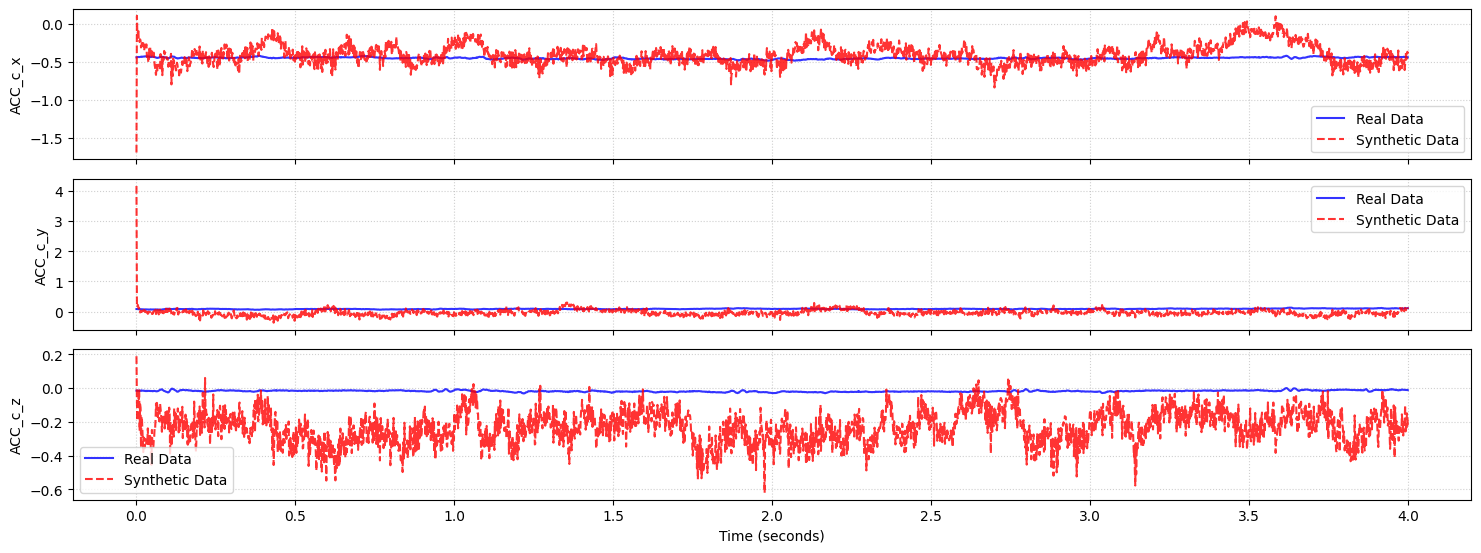 ACC_c_x
0.0
−0.5
−1.0
−1.5
Real Data
Synthetic Data
ACC_c_y
4
3
2
1
0
Real Data
Synthetic Data
ACC_c_z
0.2
0.0
−0.2
−0.4
−0.6
Real Data
Synthetic Data
0.0 0.5 1.0 1.5 2.0 2.5 3.0 3.5 4.0
Time (seconds)